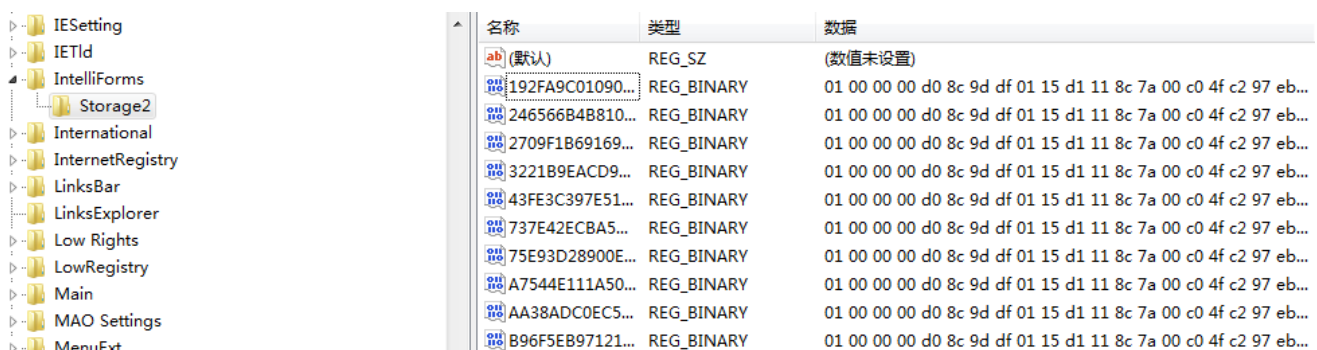 IESetting
IETld
IntelliForms
Storage2
International
InternetRegistry
LinksBar
LinksExplorer
Low Rights
LowRegistry
Main
MAO Settings
MenuExt
名称 类型 数据
(默认) REG_SZ (数值未设置)
192FA9C01090... REG_BINARY 01 00 00 00 d0 8c 9d df 01 15 d1 11 8c 7a 00 c0 4f c2 97 eb...
246566B4B810... REG_BINARY 01 00 00 00 d0 8c 9d df 01 15 d1 11 8c 7a 00 c0 4f c2 97 eb...
2709F1B69169... REG_BINARY 01 00 00 00 d0 8c 9d df 01 15 d1 11 8c 7a 00 c0 4f c2 97 eb...
3221B9EACD9... REG_BINARY 01 00 00 00 d0 8c 9d df 01 15 d1 11 8c 7a 00 c0 4f c2 97 eb...
43FE3C397E51... REG_BINARY 01 00 00 00 d0 8c 9d df 01 15 d1 11 8c 7a 00 c0 4f c2 97 eb...
737E42ECBA5... REG_BINARY 01 00 00 00 d0 8c 9d df 01 15 d1 11 8c 7a 00 c0 4f c2 97 eb...
75E93D28900E... REG_BINARY 01 00 00 00 d0 8c 9d df 01 15 d1 11 8c 7a 00 c0 4f c2 97 eb...
A7544E111A50... REG_BINARY 01 00 00 00 d0 8c 9d df 01 15 d1 11 8c 7a 00 c0 4f c2 97 eb...
AA38ADC0EC5... REG_BINARY 01 00 00 00 d0 8c 9d df 01 15 d1 11 8c 7a 00 c0 4f c2 97 eb...
B96F5EB97121... REG_BINARY 01 00 00 00 d0 8c 9d df 01 15 d1 11 8c 7a 00 c0 4f c2 97 eb...